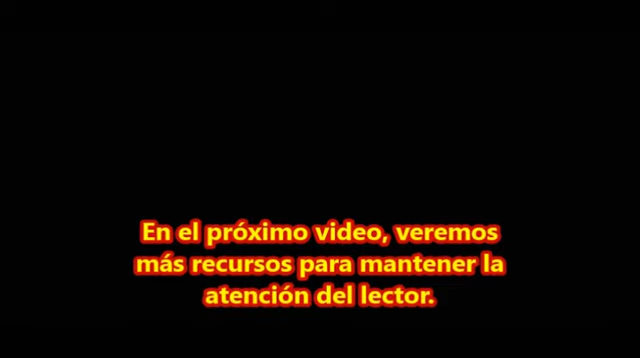 En el próximo video, veremos
más recursos para mantener la
atención del lector.